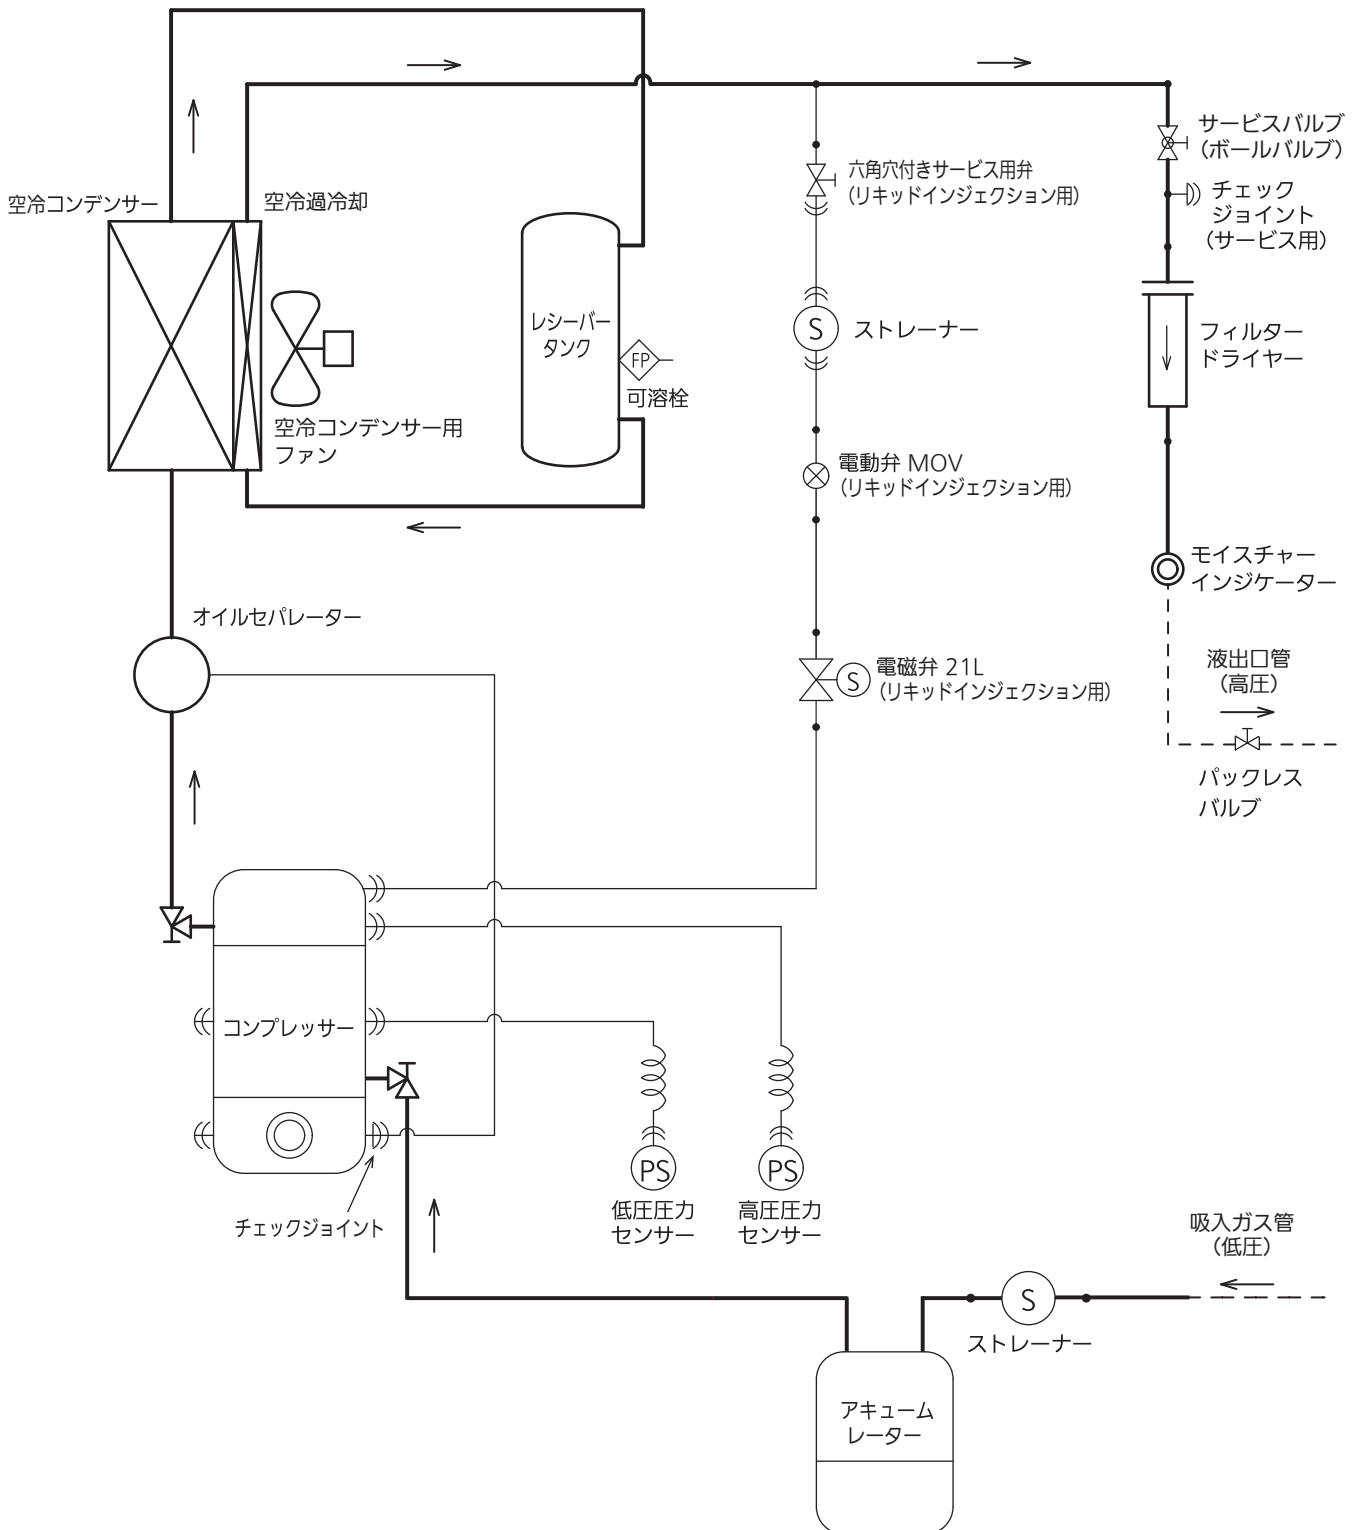 サービスバルブ
(ボールバルブ)
六角穴付きサービス用弁
(リキッドインジェクション用)
チェック
ジョイント
(サービス用)
空冷コンデンサー
空冷過冷却
レシーバー
タンク
FP
可溶栓
S
ストレーナー
フィルター
ドライヤー
空冷コンデンサー用
ファン
電動弁 MOV
(リキッドインジェクション用)
モイスチャー
インジケーター
オイルセパレーター
S
電磁弁 21L
(リキッドインジェクション用)
液出口管
(高圧)
パックレス
バルブ
コンプレッサー
PS
低圧圧力
センサー
PS
高圧圧力
センサー
チェックジョイント
吸入ガス管
(低圧)
S
ストレーナー
アキューム
レーター